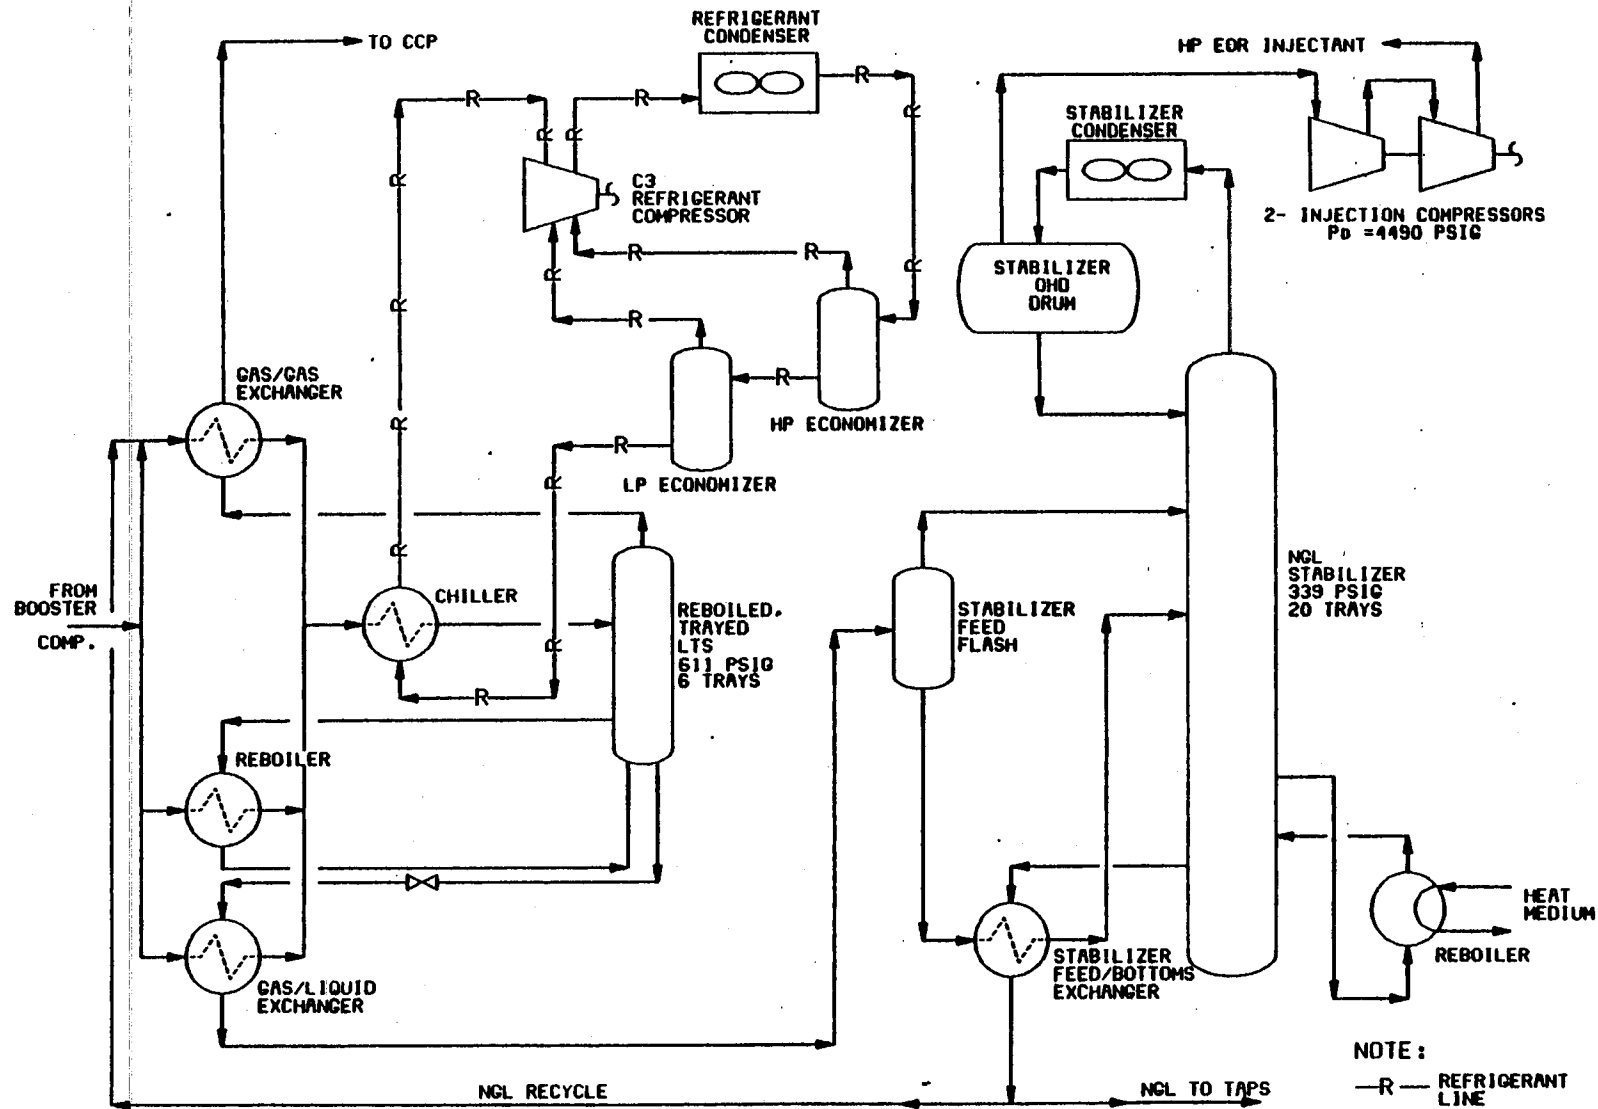 REFRIGERANT
CONDENSER
TO CCP
HP EOR INJECTANT
R
R
R
R
R
R
STABILIZER
CONDENSER
R
C3
REFRIGERANT
COMPRESSOR
2- INJECTION COMPRESSORS
PD =4490 PSIG
R
R
R
R
STABILIZER
OHD
DRUM
R
R
GAS/GAS
EXCHANGER
R
R
HP ECONOMIZER
R
R
LP ECONOMIZER
R
CHILLER
FROM
BOOSTER
COMP.
REBOILED,
TRAYED
LTS
611 PSIG
6 TRAYS
R
R
STABILIZER
FEED
FLASH
NGL
STABILIZER
339 PSIG
20 TRAYS
REBOILER
GAS/LIQUID
EXCHANGER
STABILIZER
FEED/BOTTOMS
EXCHANGER
HEAT
MEDIUM
REBOILER
NOTE:
R REFRIGERANT
LINE
NGL RECYCLE
NGL TO TAPS